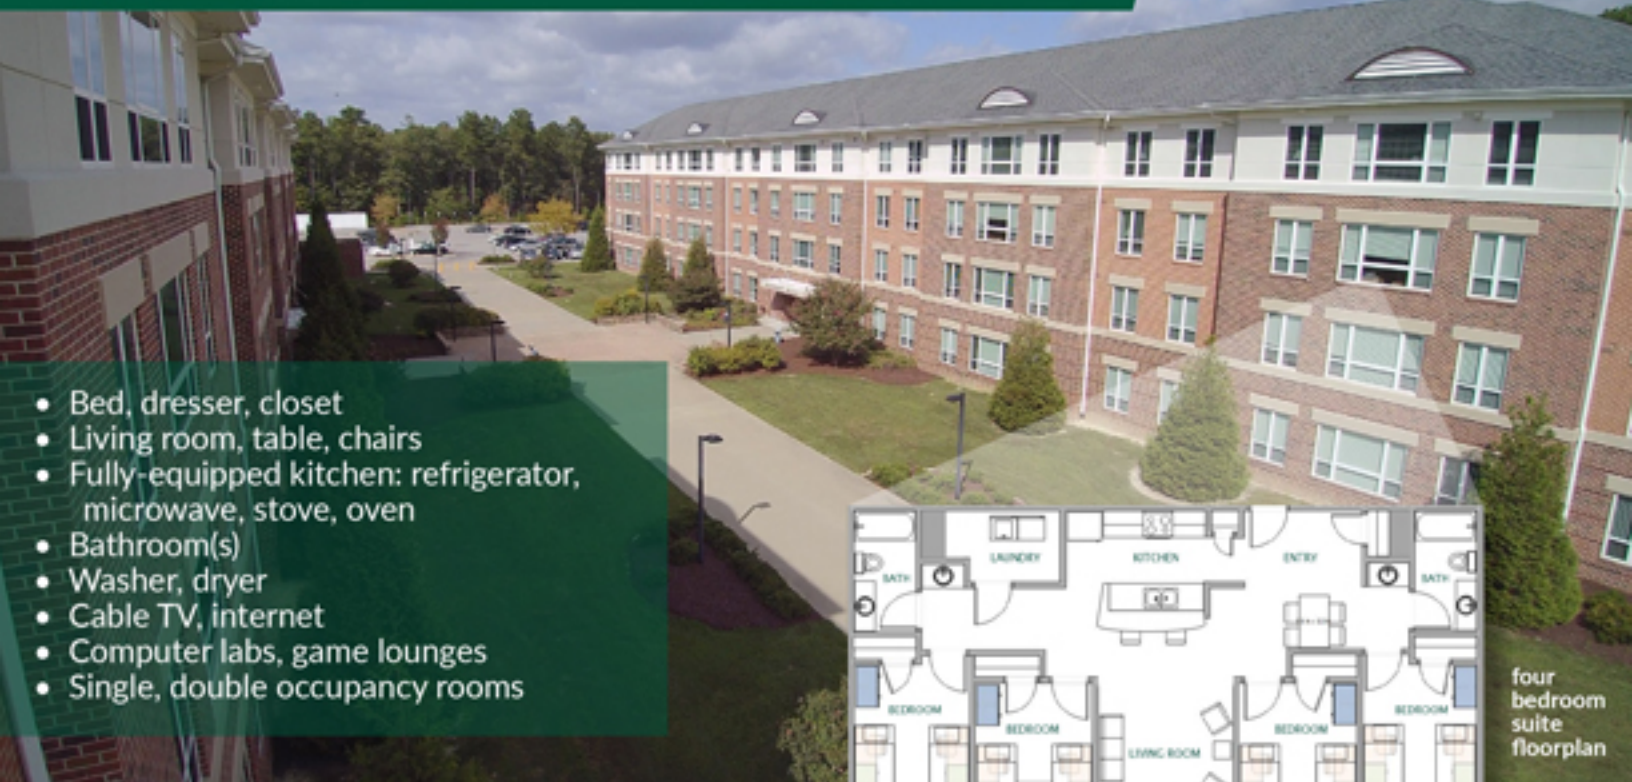 • Bed, dresser, closet
• Living room, table, chairs
• Fully-equipped kitchen: refrigerator,
microwave, stove, oven
• Bathroom(s)
• Washer, dryer
• Cable TV, internet
• Computer labs, game lounges
• Single, double occupancy rooms
LAUNDRY
KITCHEN
ENTRY
BATH
BATH
BEDROOM
BEDROOM
LIVING ROOM
BEDROOM
BEDROOM
four
bedroom
suite
floorplan